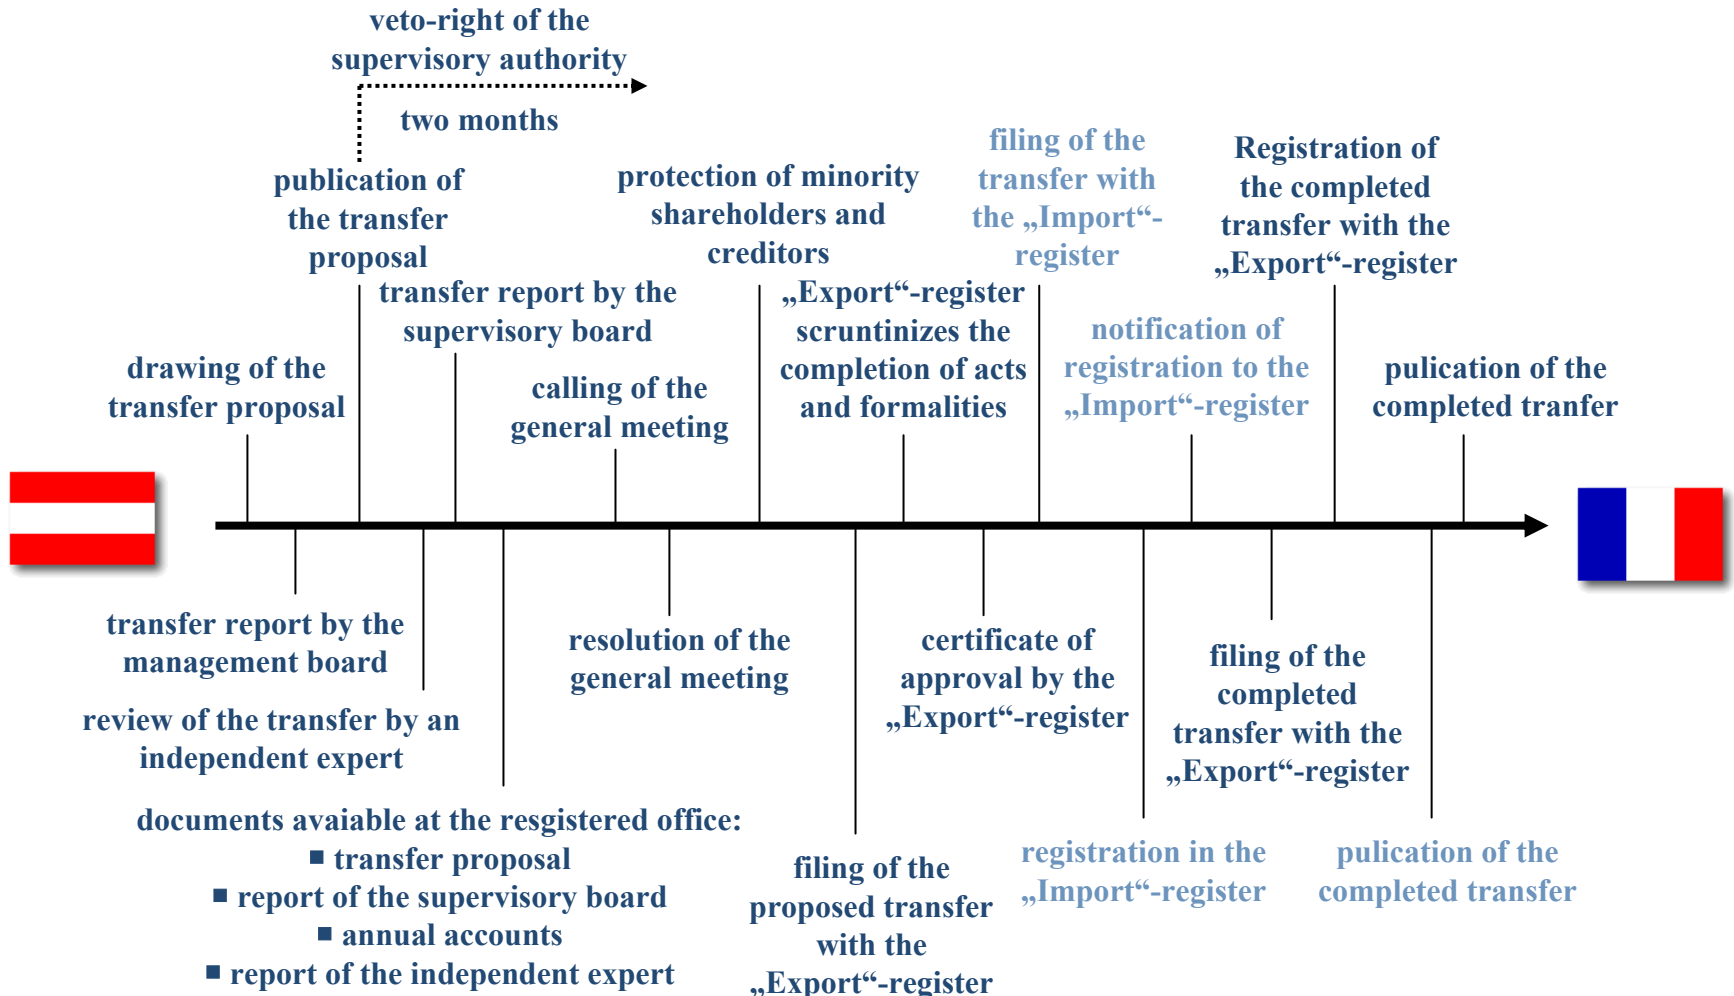 veto-right of the
supervisory authority
two months
publication of
the transfer
proposal
protection of minority
shareholders and
creditors
filing of the
transfer with
the „Import“-
register
Registration of
the completed
transfer with the
„Export“-register
transfer report by the
supervisory board
„Export“-register
scruntinizes the
completion of acts
and formalities
notification of
registration to the
„Import“-register
drawing of the
transfer proposal
calling of the
general meeting
pulication of the
completed tranfer
transfer report by the
management board
resolution of the
general meeting
certificate of
approval by the
„Export“-register
filing of the
completed
transfer with the
„Export“-register
review of the transfer by an
independent expert
documents avaiable at the resgistered office:
■ transfer proposal
■ report of the supervisory board
■ annual accounts
■ report of the independent expert
filing of the
proposed transfer
with the
„Export“-register
registration in the
„Import“-register
pulication of the
completed transfer